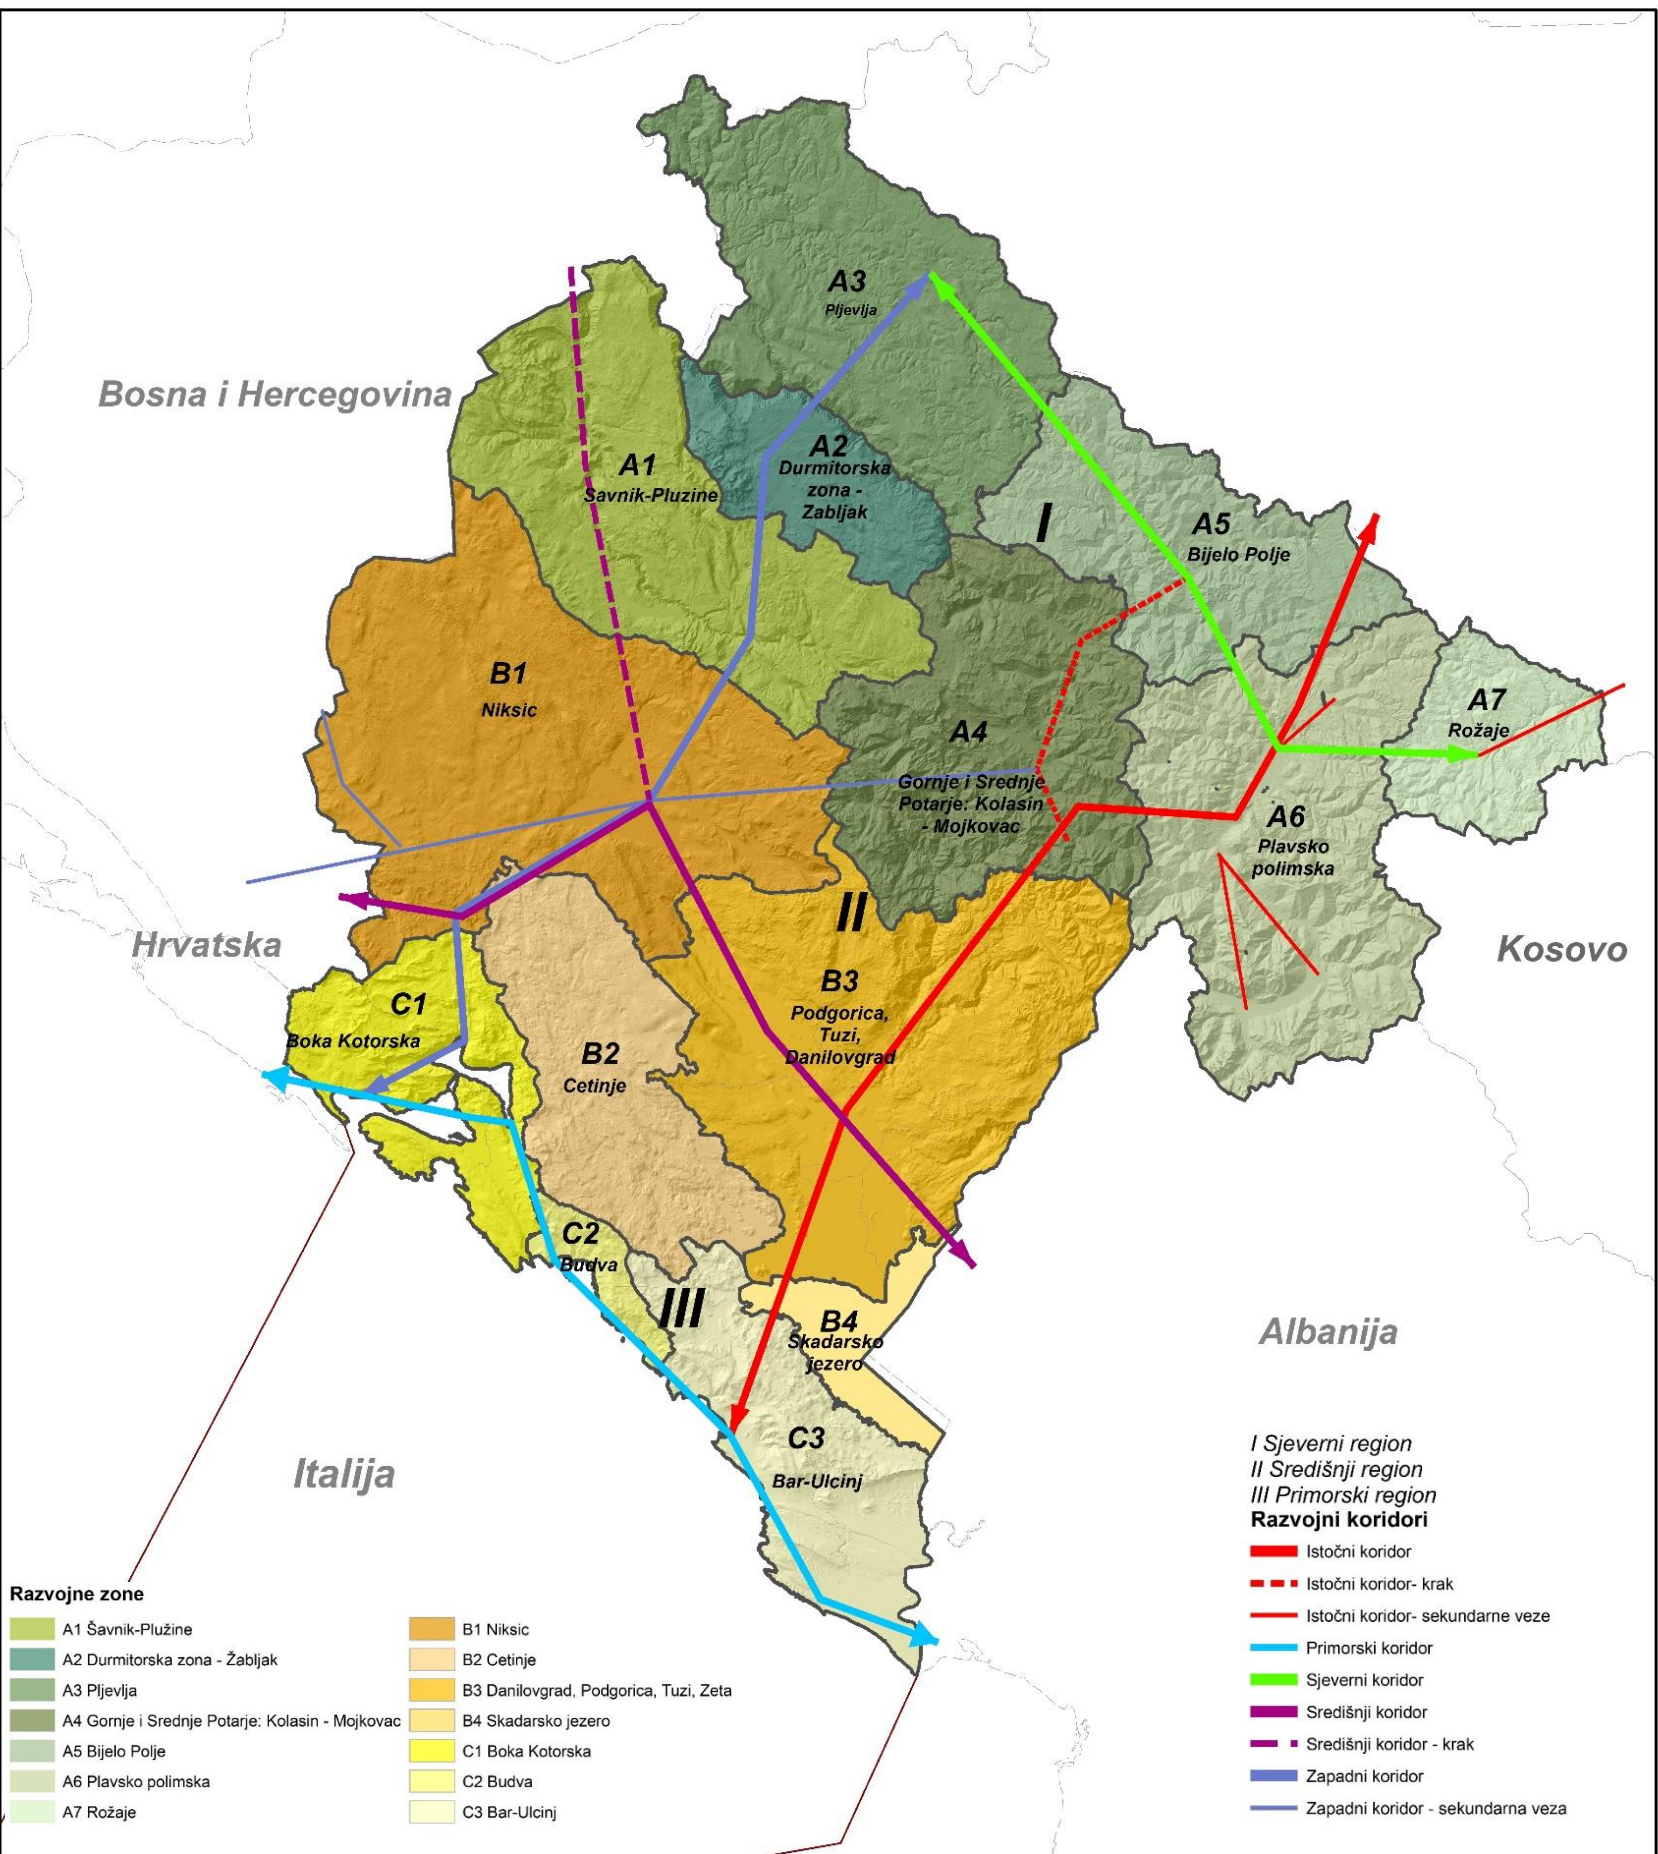 A3
Pljevlja
Bosna i Hercegovina
A2
Durmitorska
zona -
Zabljak
A1
Savnik-Pluzine
I
A5
Bijelo Polje
B1
Niksic
A7
Rožaje
A4
Gornje i Srednje
Potarje: Kolasin
- Mojkovac
A6
Plavsko
polimska
II
Hrvatska
Kosovo
B3
Podgorica,
Tuzi,
Danilovgrad
C1
Boka Kotorska
B2
Cetinje
C2
Budva
III
B4
Skadarsko
jezero
Albanija
C3
Bar-Ulcinj
Italija
I Sjeverni region
II Središnji region
III Primorski region
Razvojni koridori
Istočni koridor
Istočni koridor- krak
Istočni koridor- sekundarne veze
Primorski koridor
Sjeverni koridor
Središnji koridor
Središnji koridor - krak
Zapadni koridor
Zapadni koridor - sekundarna veza
Razvojne zone
A1 Šavnik-Plužine
A2 Durmitorska zona - Žabljak
A3 Pljevlja
A4 Gornje i Srednje Potarje: Kolasin - Mojkovac
A5 Bijelo Polje
A6 Plavsko polimska
A7 Rožaje
B1 Niksic
B2 Cetinje
B3 Danilovgrad, Podgorica, Tuzi, Zeta
B4 Skadarsko jezero
C1 Boka Kotorska
C2 Budva
C3 Bar-Ulcinj